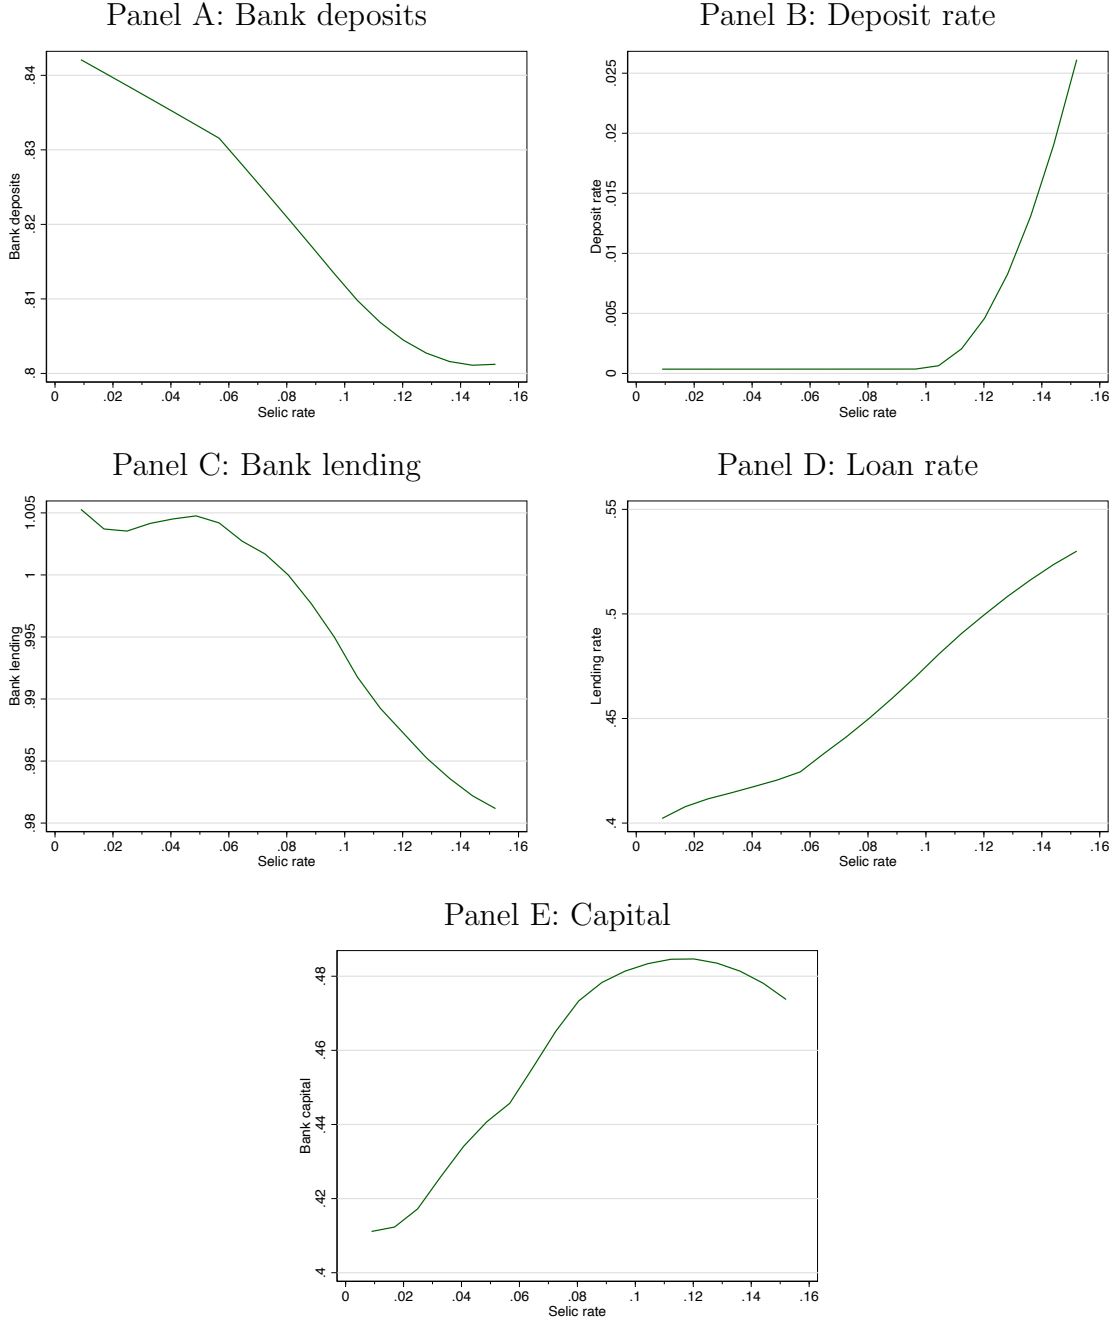 Panel A: Bank deposits
Bank deposits
.84
.83
.82
.81
.8
0 .02 .04 .06 .08 .1 .12 .14 .16
Selic rate
Panel B: Deposit rate
Deposit rate
.025
.02
.015
.01
.005
0
0 .02 .04 .06 .08 .1 .12 .14 .16
Selic rate
Panel C: Bank lending
Bank lending
1.005
1
.995
.99
.985
.98
0 .02 .04 .06 .08 .1 .12 .14 .16
Selic rate
Panel D: Loan rate
Lending rate
.55
.5
.45
.4
0 .02 .04 .06 .08 .1 .12 .14 .16
Selic rate
Panel E: Capital
Bank capital
.48
.46
.44
.42
.4
0 .02 .04 .06 .08 .1 .12 .14 .16
Selic rate